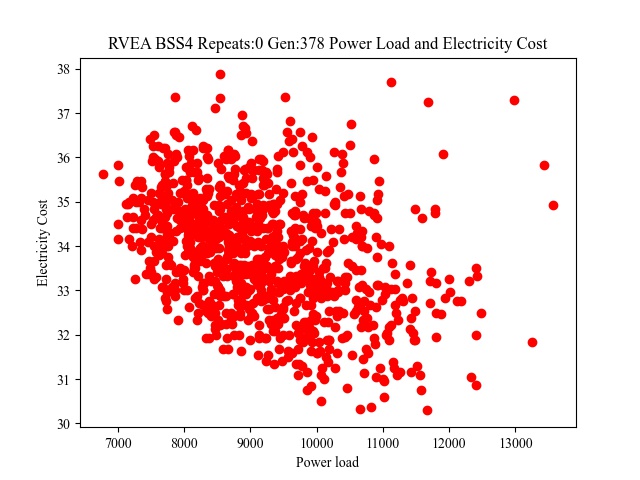 RVEA BSS4 Repeats:0 Gen:378 Power Load and Electricity Cost
38
37
36
35
34
33
32
31
30
Electricity Cost
7000 8000 9000 10000 11000 12000 13000
Power load